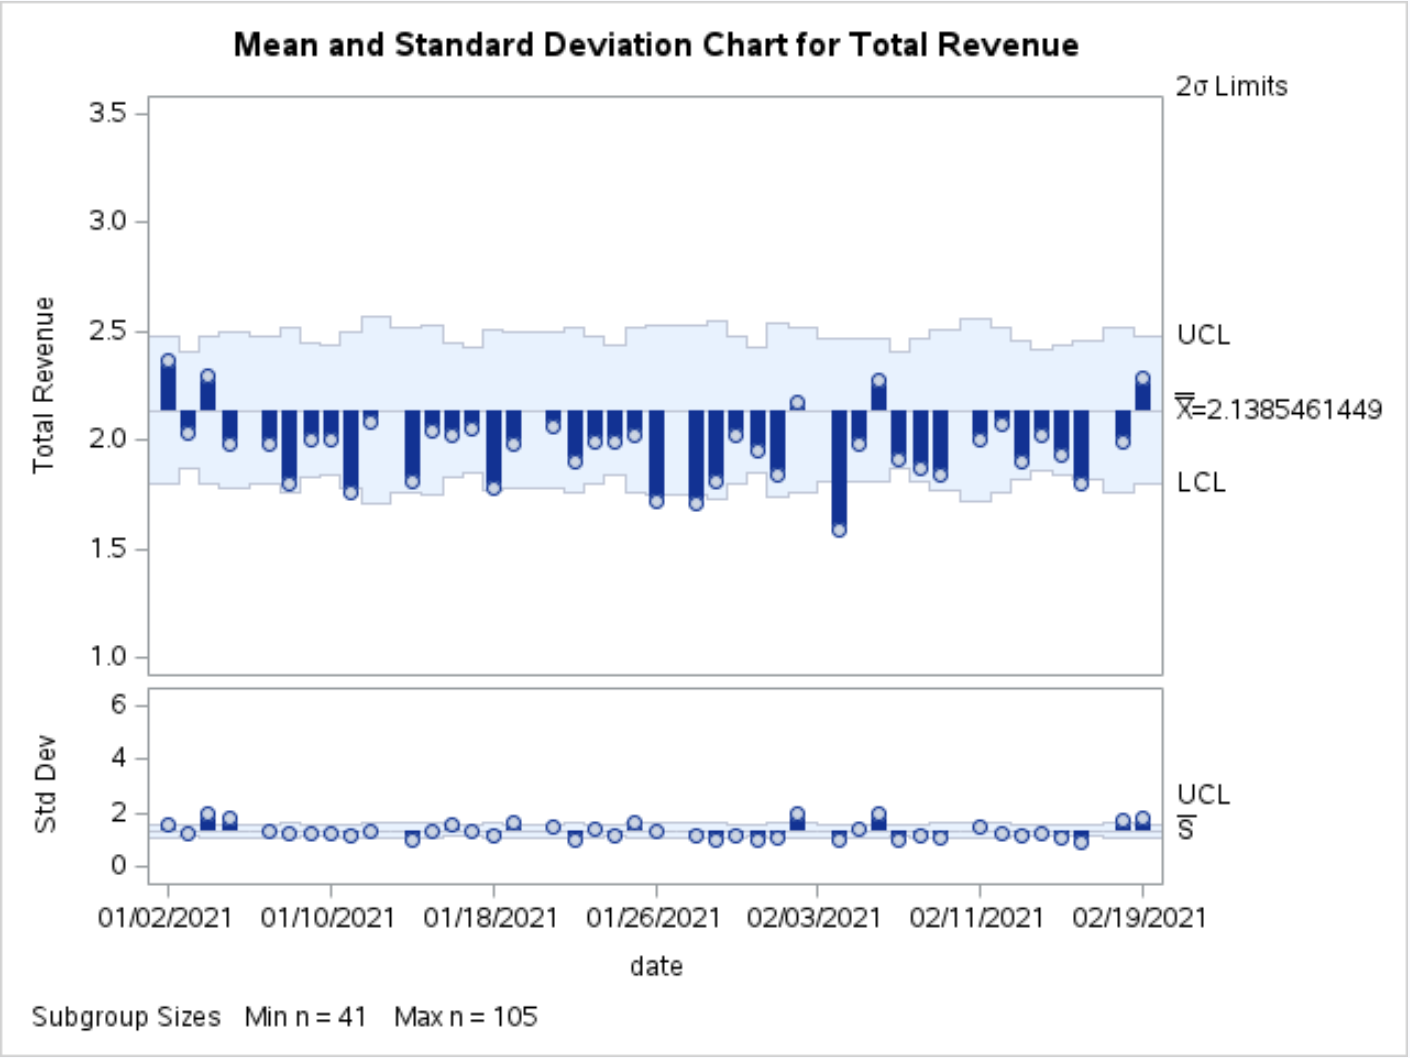 Mean and Standard Deviation Chart for Total Revenue
2σ Limits
3.5
3.0
2.5
2.0
1.5
1.0
Total Revenue
UCL
X̿=2.1385461449
LCL
6
4
2
0
Std Dev
UCL
S̅
01/02/2021 01/10/2021 01/18/2021 01/26/2021 02/03/2021 02/11/2021 02/19/2021
date
Subgroup Sizes Min n = 41 Max n = 105